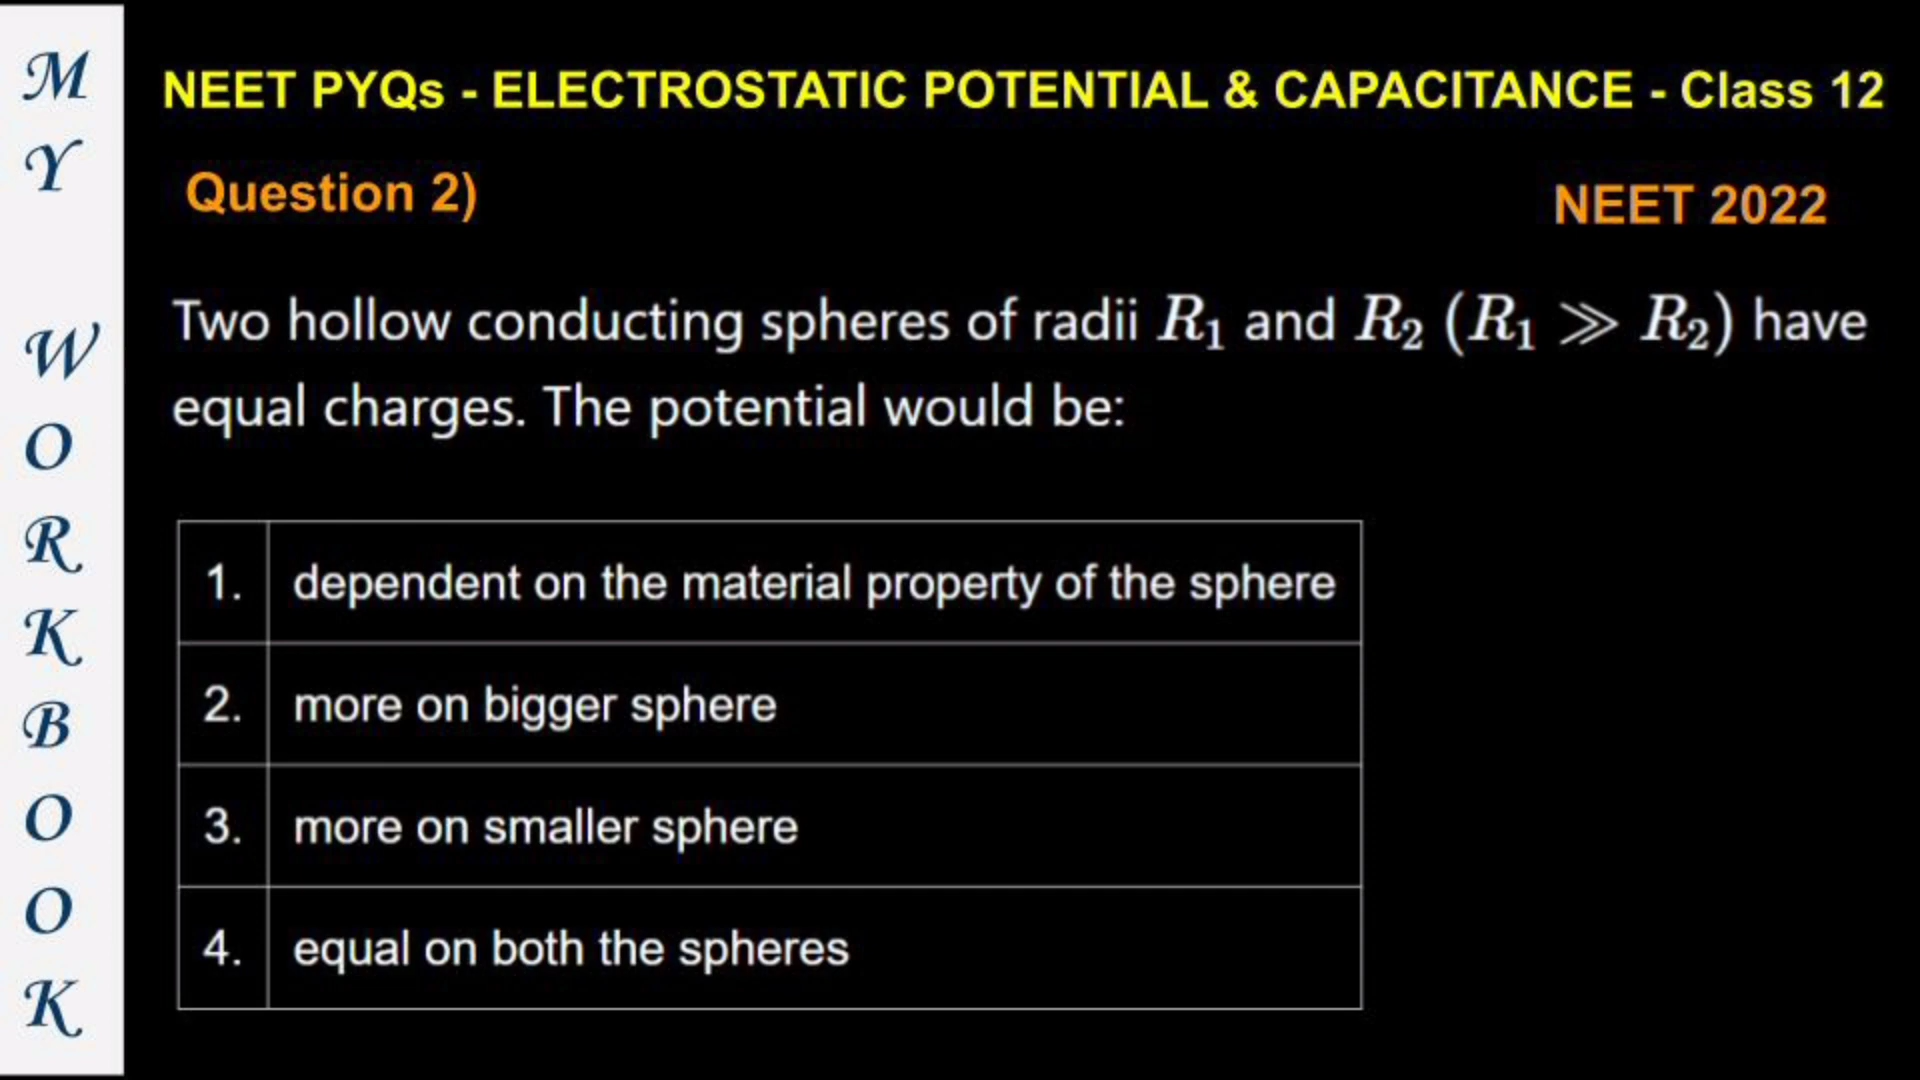 MY WORKBOOK
NEET PYQs - ELECTROSTATIC POTENTIAL & CAPACITANCE - Class 12
Question 2)
NEET 2022
Two hollow conducting spheres of radii R₁ and R₂ (R₁ ≫ R₂) have
equal charges. The potential would be:
1. dependent on the material property of the sphere
2. more on bigger sphere
3. more on smaller sphere
4. equal on both the spheres